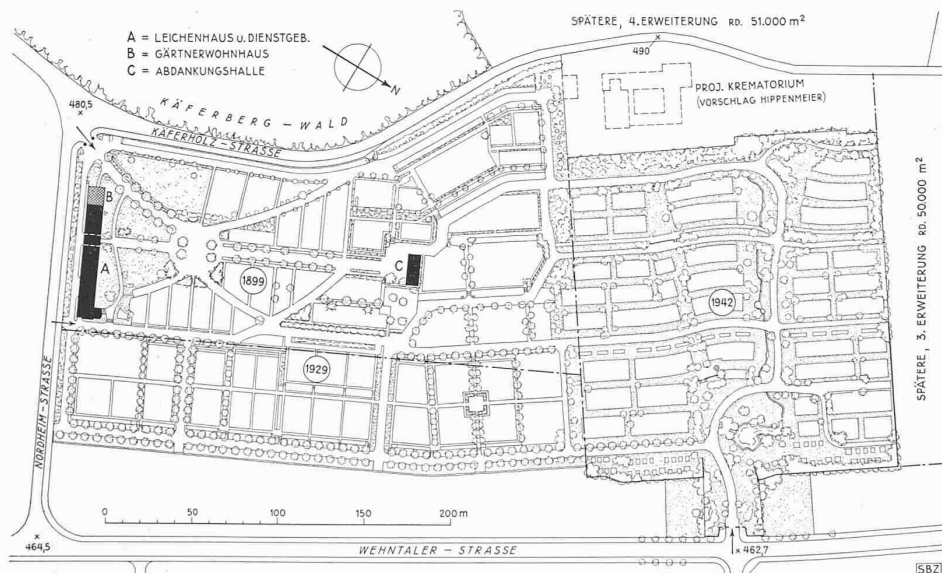 SPÄTERE, 4. ERWEITERUNG RD. 51.000 m²
490
A = LEICHENHAUS U. DIENSTGEB.
B = GÄRTNERWOHNHAUS
C = ABDANKUNGSHALLE
N
PROJ. KREMATORIUM
(VORSCHLAG HIPPENMEIER)
480,5
KÄFERBERG – WALD
KÄFERHOLZ - STRASSE
SPÄTERE, 3. ERWEITERUNG RD. 50.000 m²
B
A
C
1899
1942
1929
NORDHEIM - STRASSE
0 50 100 150 200 m
464,5
WEHNTALER – STRASSE
462,7
SBZ